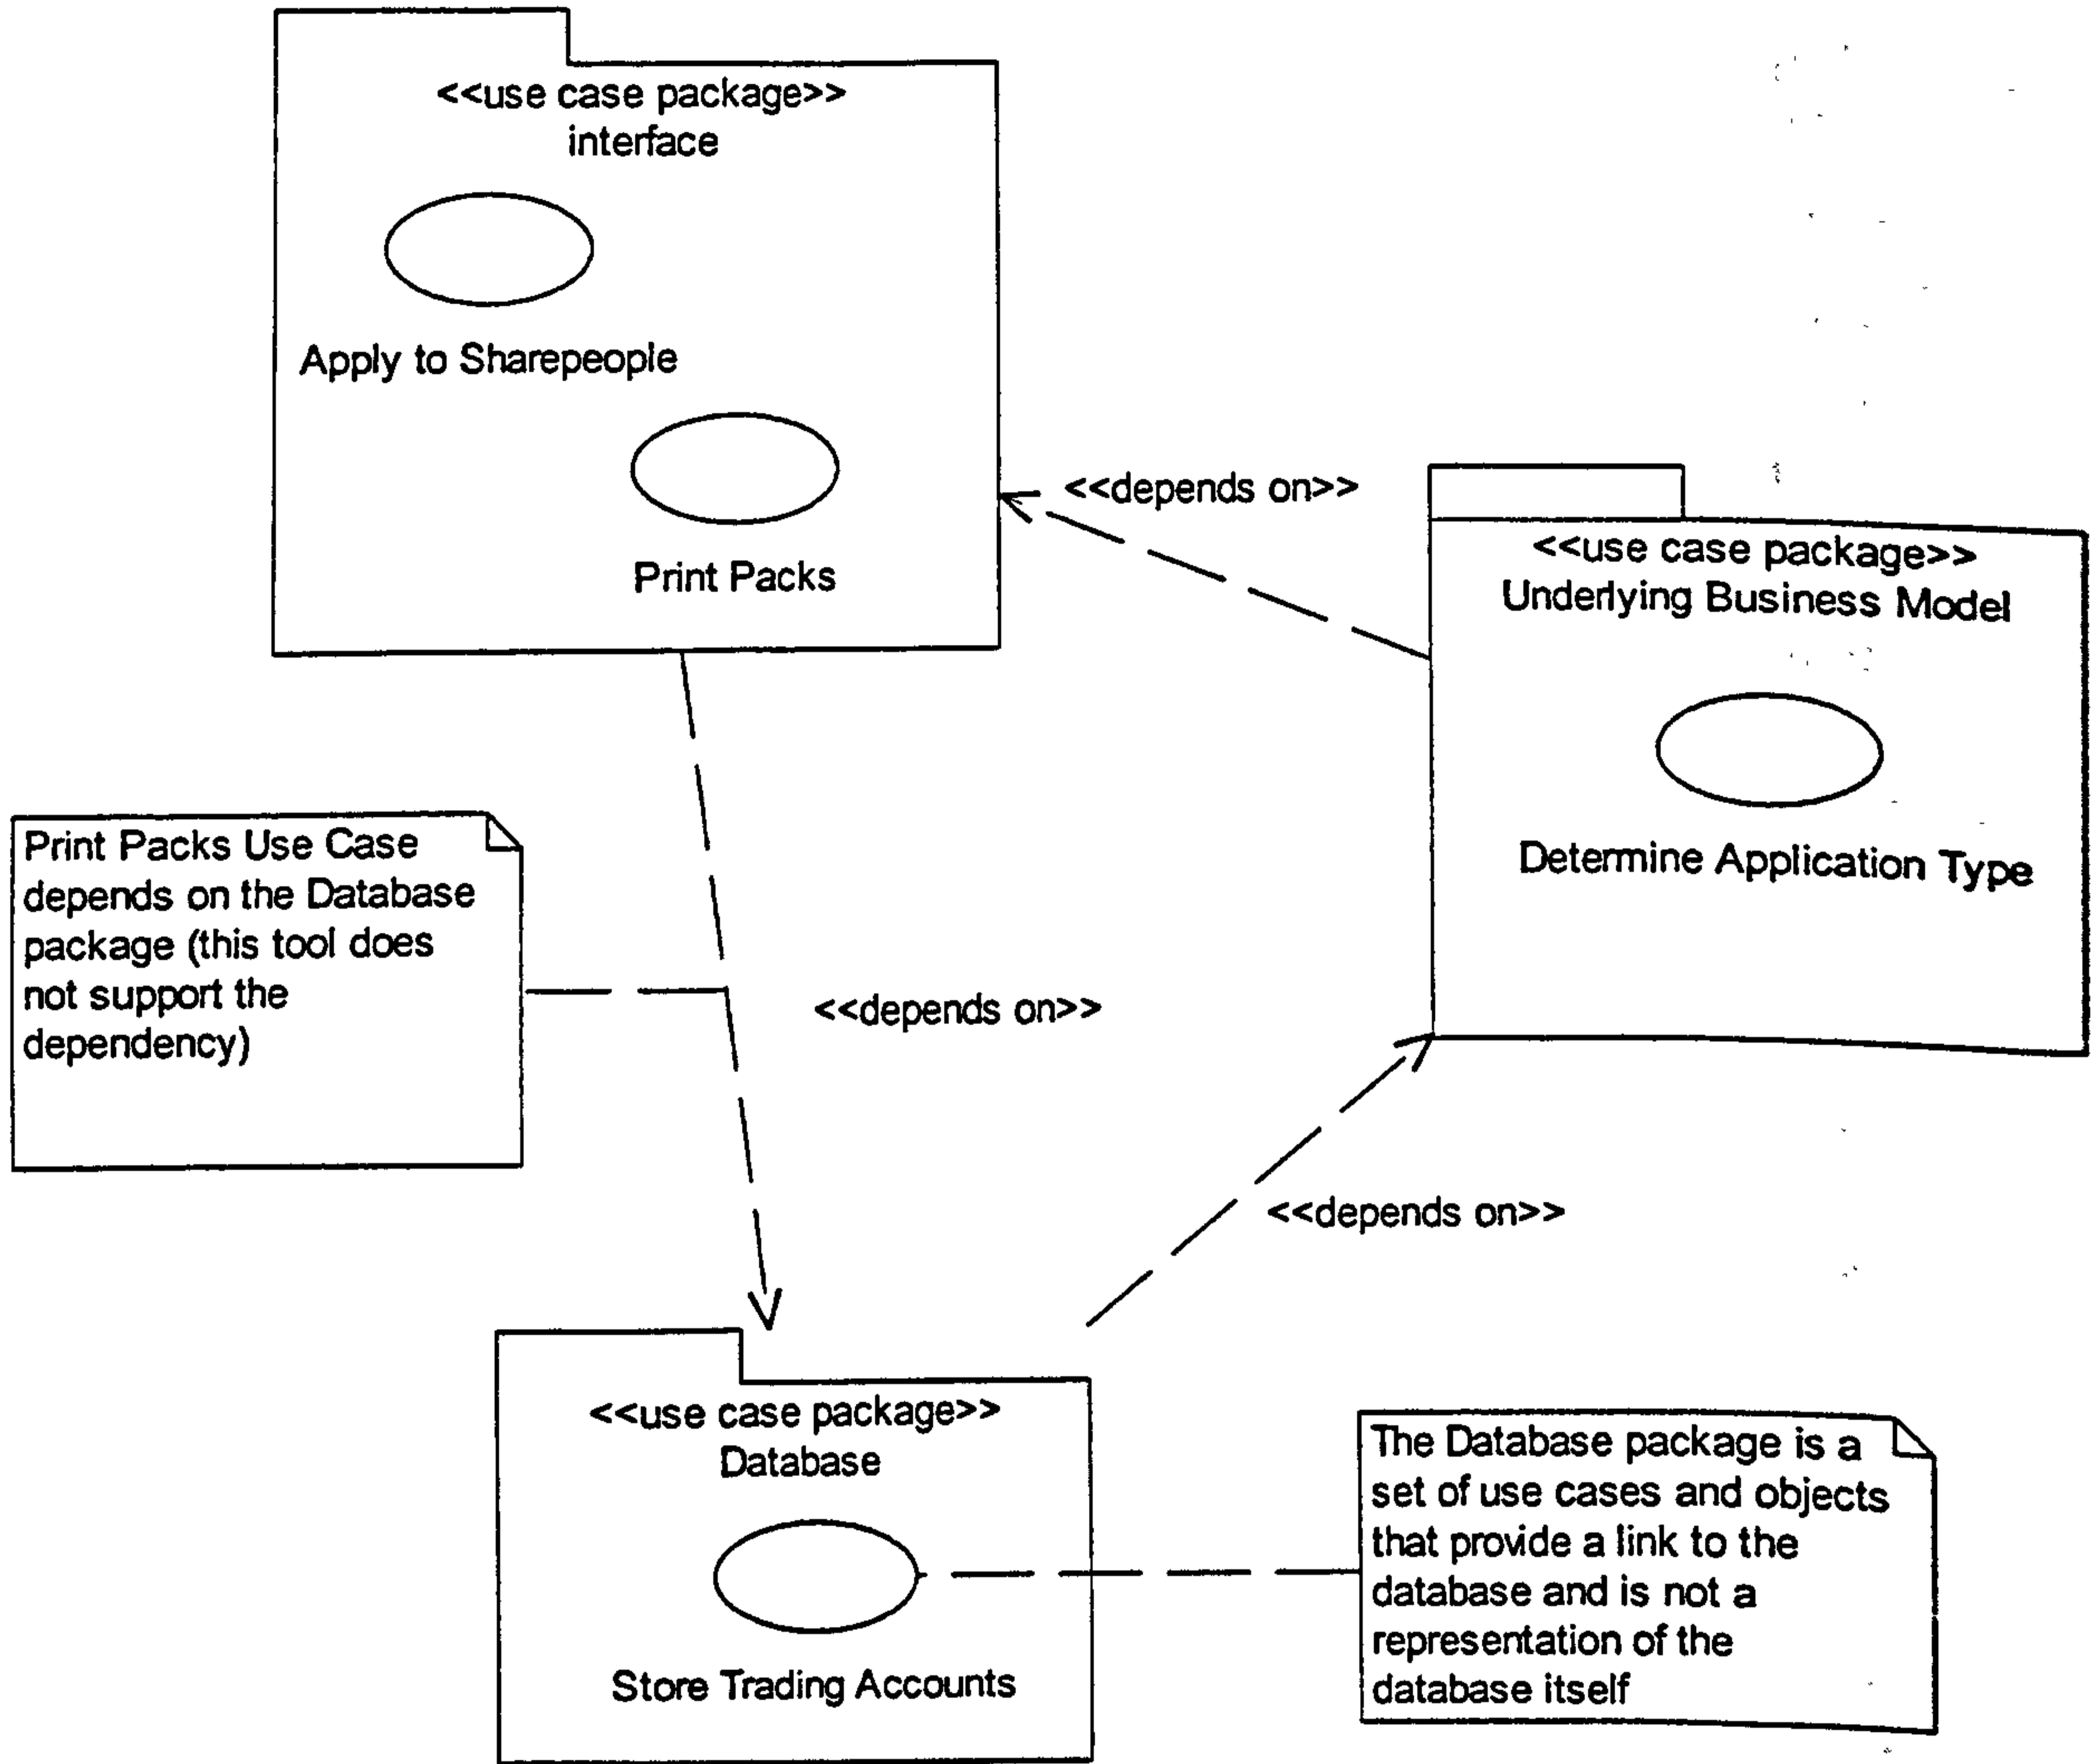 <<use case package>>
interface
Apply to Sharepeople
Print Packs
<<depends on>>
<<use case package>>
Underlying Business Model
Determine Application Type
Print Packs Use Case
depends on the Database
package (this tool does
not support the
dependency)
<<depends on>>
<<depends on>>
<<use case package>>
Database
Store Trading Accounts
The Database package is a
set of use cases and objects
that provide a link to the
database and is not a
representation of the
database itself